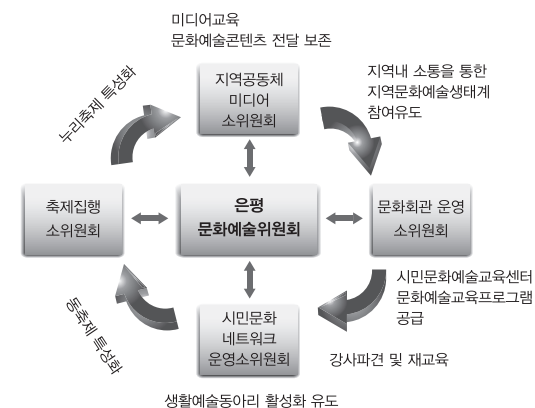 미디어교육
문화예술콘텐츠 전달 보존
누리축제 특성화
지역공동체
미디어
소위원회
지역내 소통을 통한
지역문화예술생태계
참여유도
축제집행
소위원회
은평
문화예술위원회
문화회관 운영
소위원회
동축제 특성화
시민문화
네트워크
운영소위원회
시민문화예술교육센터
문화예술교육프로그램
공급
강사파견 및 재교육
생활예술동아리 활성화 유도